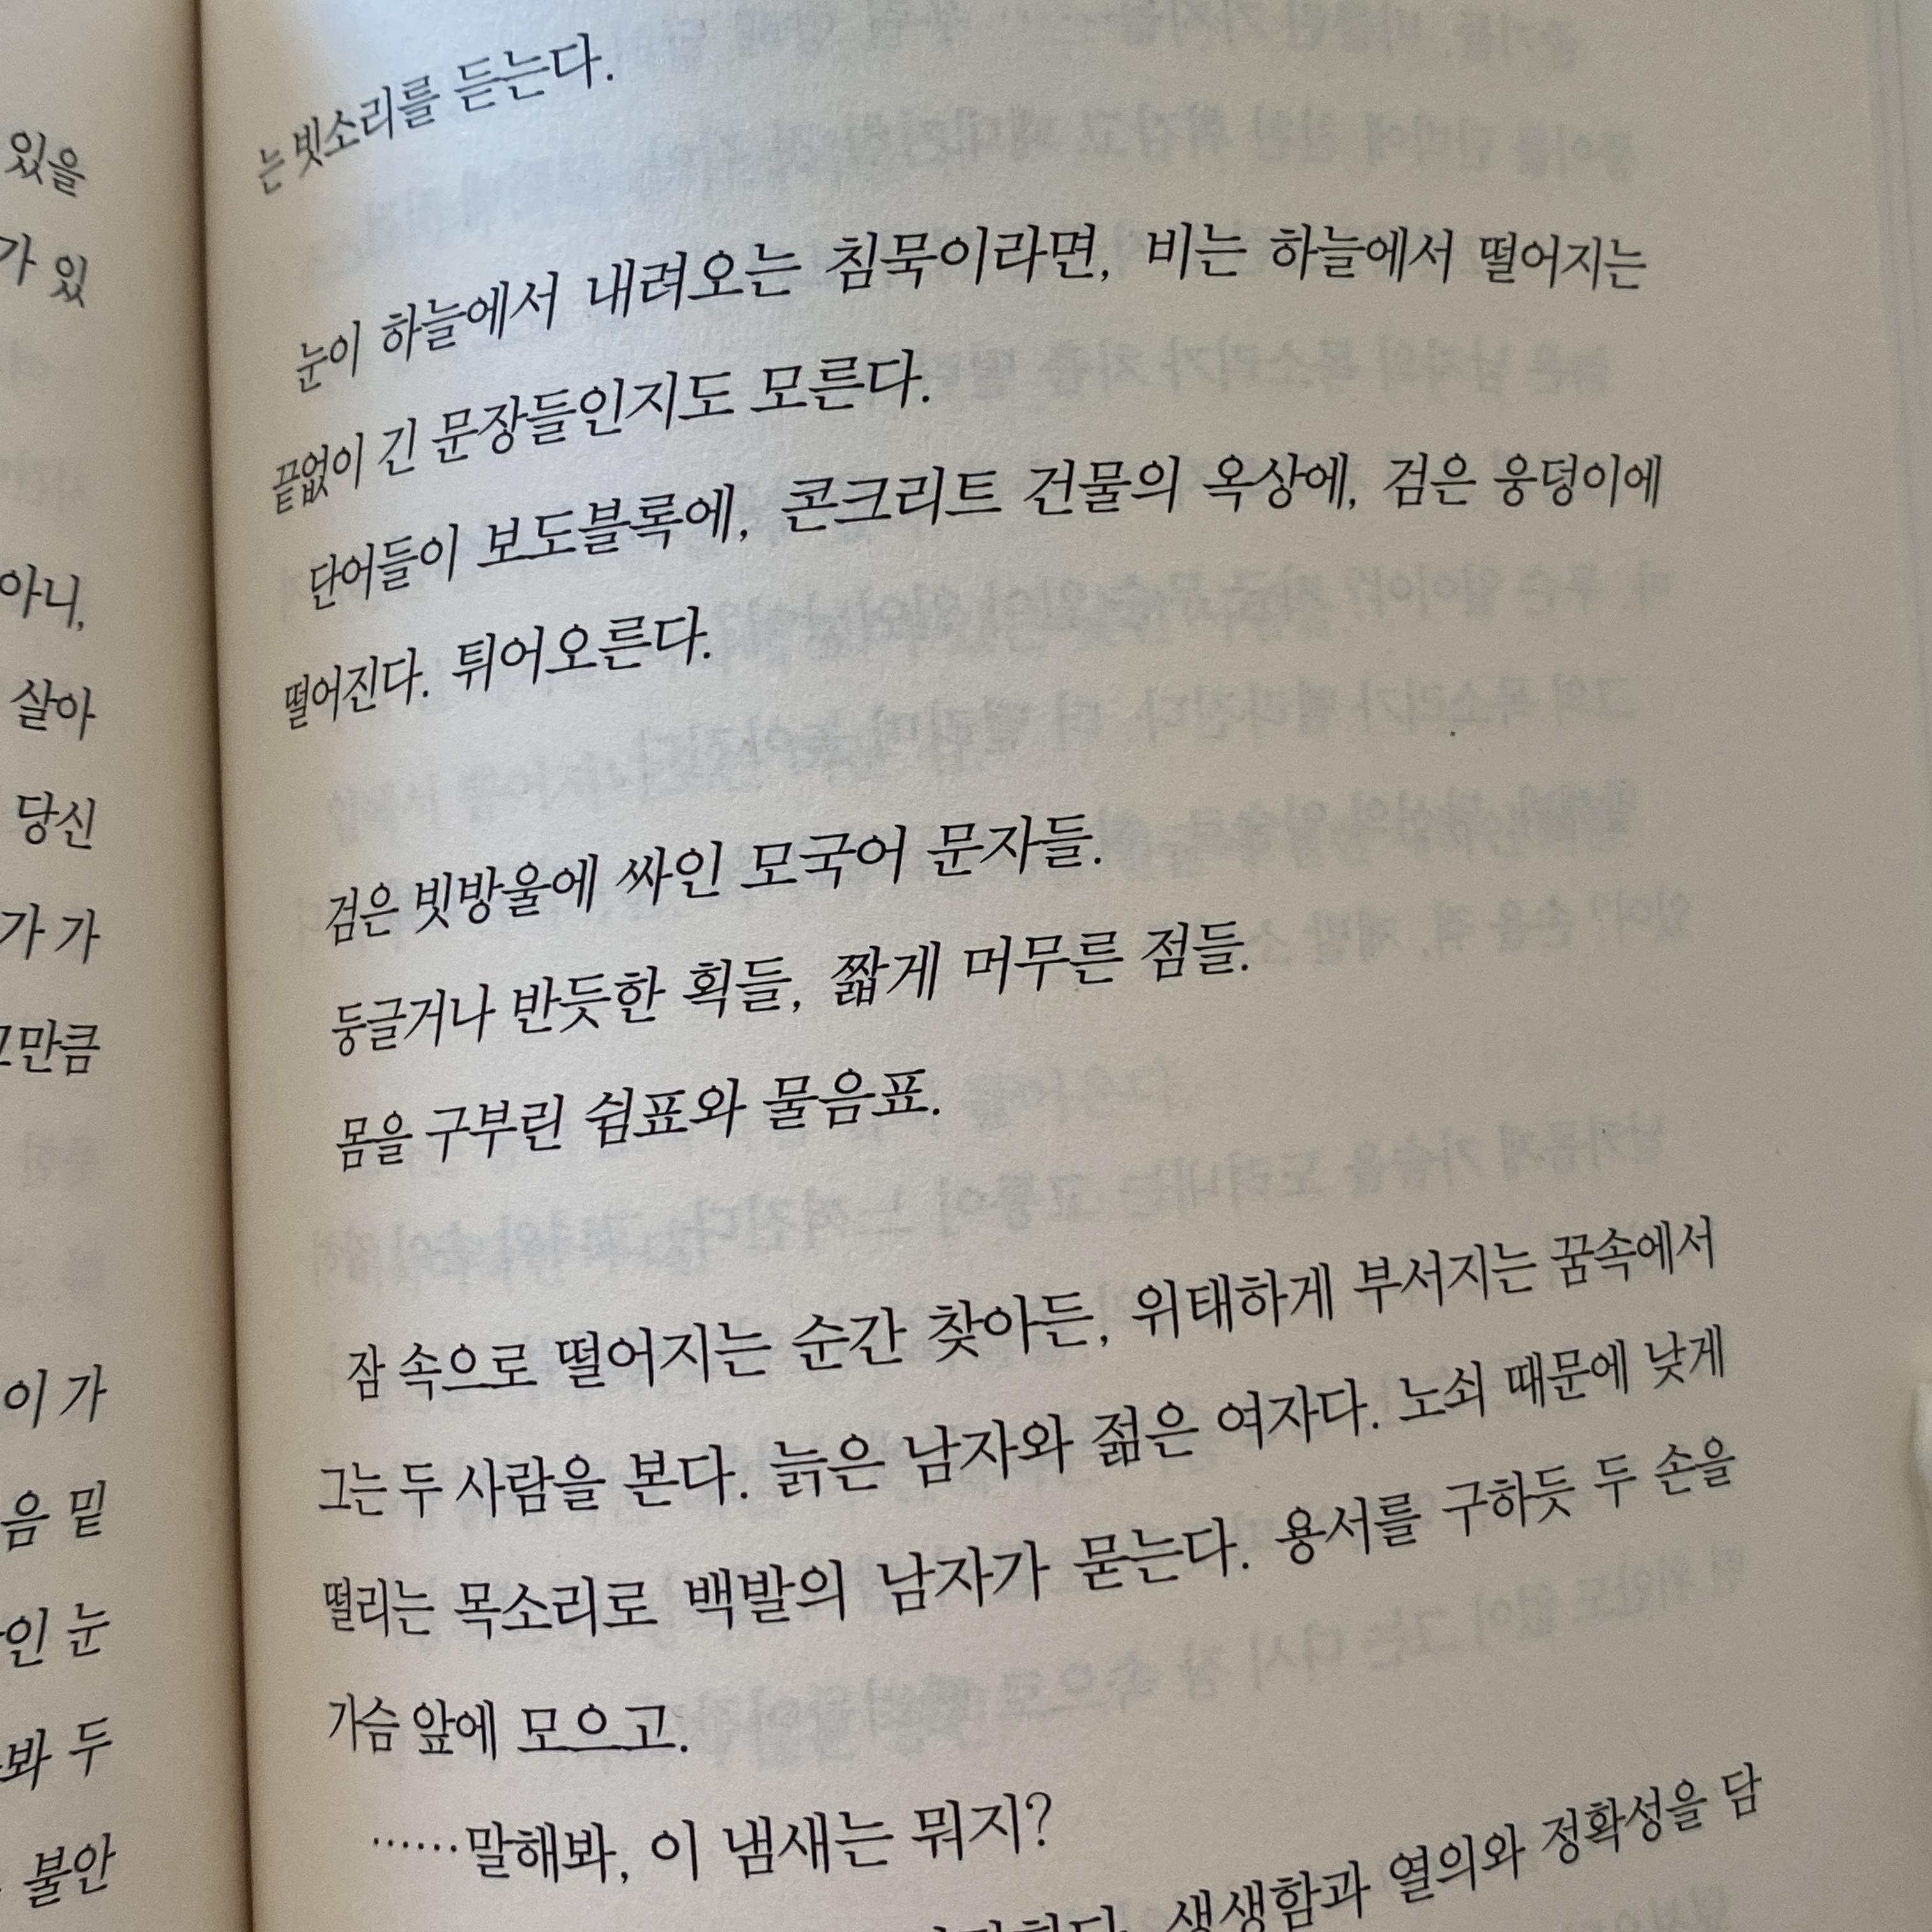 있을
가 있
아니,
살아
당신
가 가
그만큼
이 가
음 밑
인 눈
봐 두
불안
는 빗소리를 듣는다.
눈이 하늘에서 내려오는 침묵이라면, 비는 하늘에서 떨어지는
끝없이 긴 문장들인지도 모른다.
단어들이 보도블록에, 콘크리트 건물의 옥상에, 검은 웅덩이에
떨어진다. 튀어오른다.
검은 빗방울에 싸인 모국어 문자들.
둥글거나 반듯한 획들, 짧게 머무른 점들.
몸을 구부린 쉼표와 물음표.
잠 속으로 떨어지는 순간 찾아든, 위태하게 부서지는 꿈속에서
그는 두 사람을 본다. 늙은 남자와 젊은 여자다. 노쇠 때문에 낮게
떨리는 목소리로 백발의 남자가 묻는다. 용서를 구하듯 두 손을
가슴 앞에 모으고.
……말해봐, 이 냄새는 뭐지?
생생함과 열의와 정확성을 담